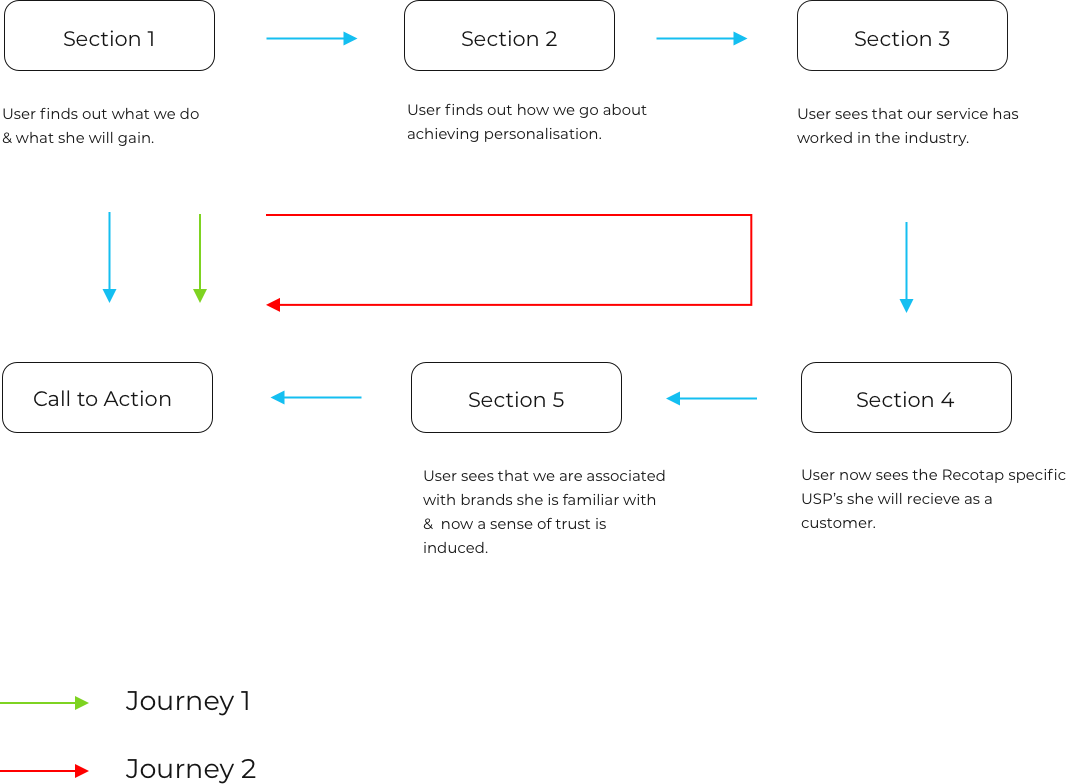 Section 1
Section 2
Section 3
User finds out what we do
& what she will gain.
User finds out how we go about
achieving personalisation.
User sees that our service has
worked in the industry.
Call to Action
Section 5
Section 4
User sees that we are associated
with brands she is familiar with
&  now a sense of trust is
induced.
User now sees the Recotap specific
USP’s she will recieve as a
customer.
Journey 1
Journey 2